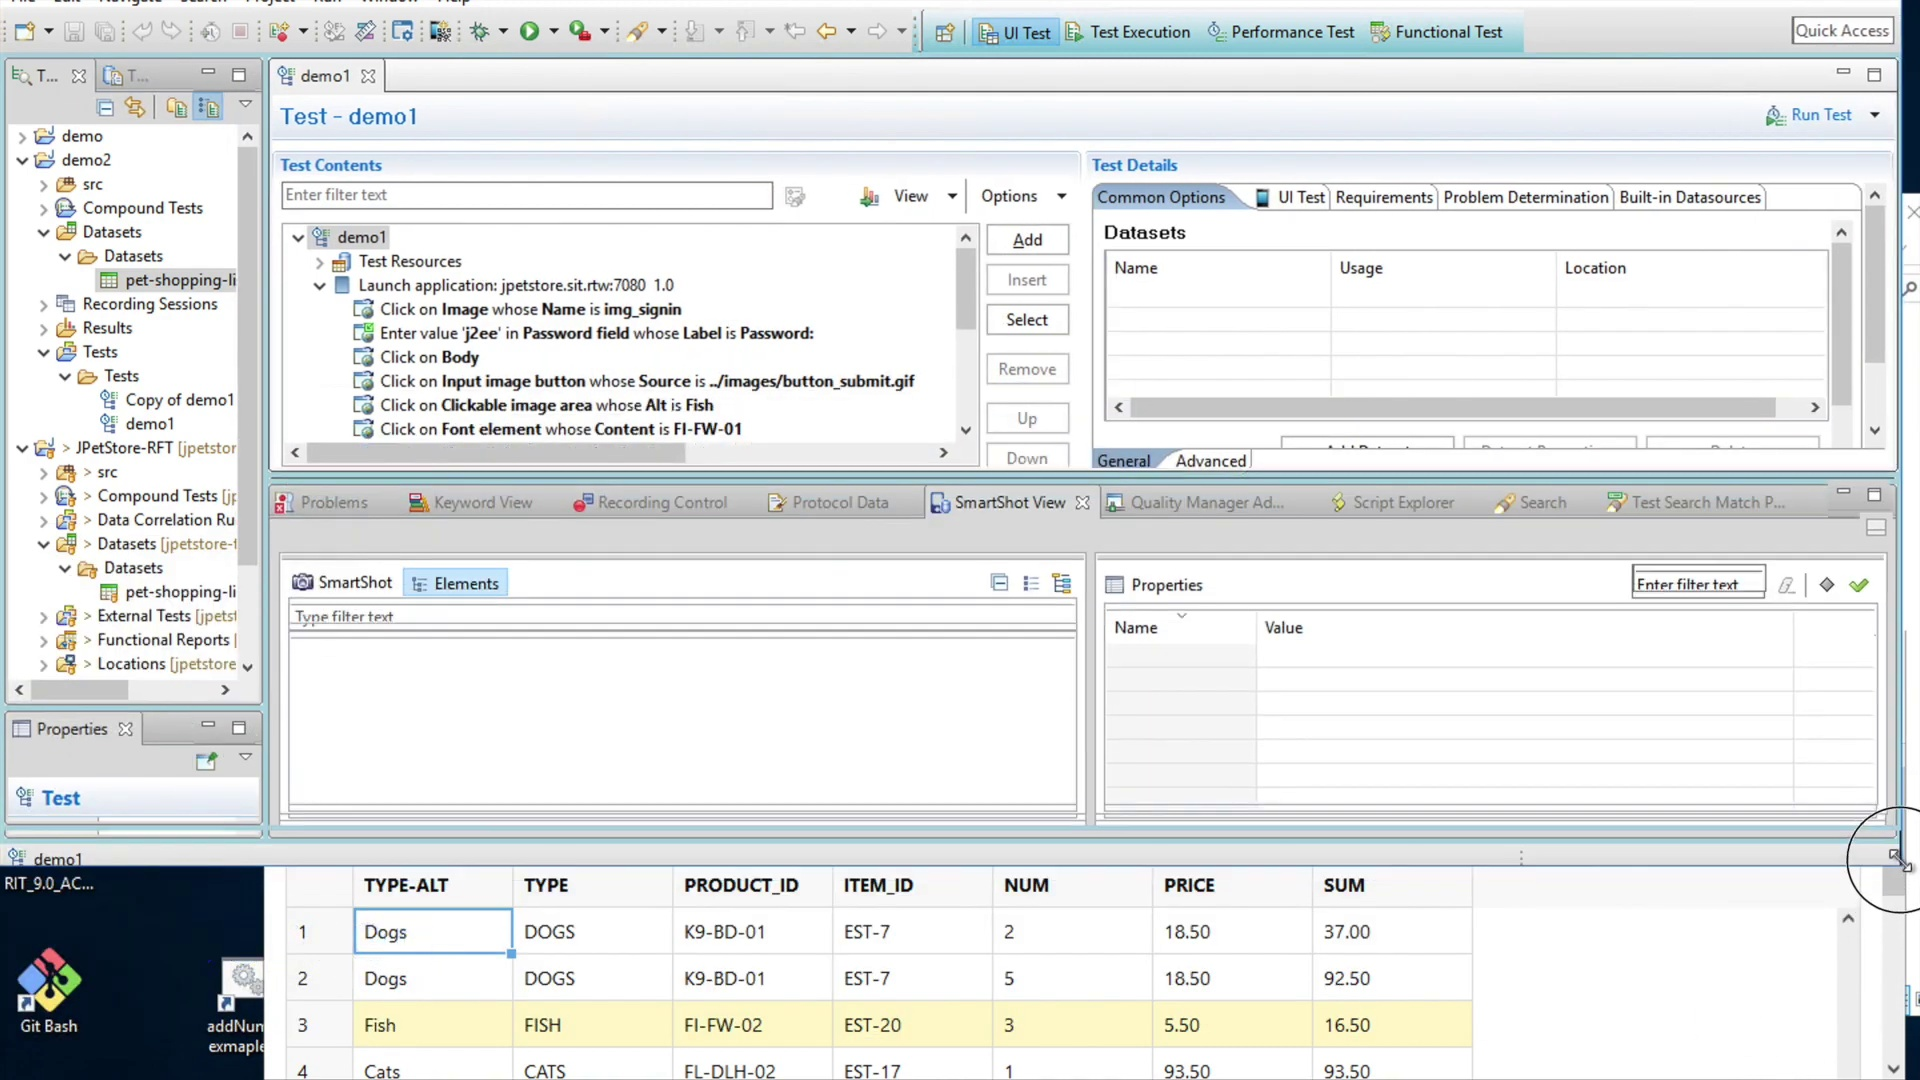 UI Test
Test Execution
Performance Test
Functional Test
Quick Access
T...
T...
demo1
Test - demo1
Run Test
demo
demo2
src
Compound Tests
Datasets
Datasets
pet-shopping-li
Recording Sessions
Results
Tests
Tests
Copy of demo1
demo1
> JPetStore-RFT [jpetstor
> src
> Compound Tests [jp
> Data Correlation Ru
> Datasets [jpetstore-t
Datasets
pet-shopping-li
> External Tests [jpetst
> Functional Reports [
> Locations [jpetstore
Test Contents
Enter filter text
View
Options
demo1
Test Resources
Launch application: jpetstore.sit.rtw:7080 1.0
Click on Image whose Name is img_signin
Enter value 'j2ee' in Password field whose Label is Password:
Click on Body
Click on Input image button whose Source is ../images/button_submit.gif
Click on Clickable image area whose Alt is Fish
Click on Font element whose Content is FI-FW-01
Add
Insert
Select
Remove
Up
Down
Test Details
Common Options
UI Test
Requirements
Problem Determination
Built-in Datasources
Datasets
Name Usage Location
General
Advanced
Problems
Keyword View
Recording Control
Protocol Data
SmartShot View
Quality Manager Ad...
Script Explorer
Search
Test Search Match P...
SmartShot
Elements
Type filter text
Properties
Enter filter text
Name Value
Properties
Test
demo1
RIT_9.0_AC...
Git Bash
addNum
exmaple
TYPE-ALT TYPE PRODUCT_ID ITEM_ID NUM PRICE SUM
1 Dogs DOGS K9-BD-01 EST-7 2 18.50 37.00
2 Dogs DOGS K9-BD-01 EST-7 5 18.50 92.50
3 Fish FISH FI-FW-02 EST-20 3 5.50 16.50
4 Cats CATS FL-DLH-02 EST-17 1 93.50 93.50